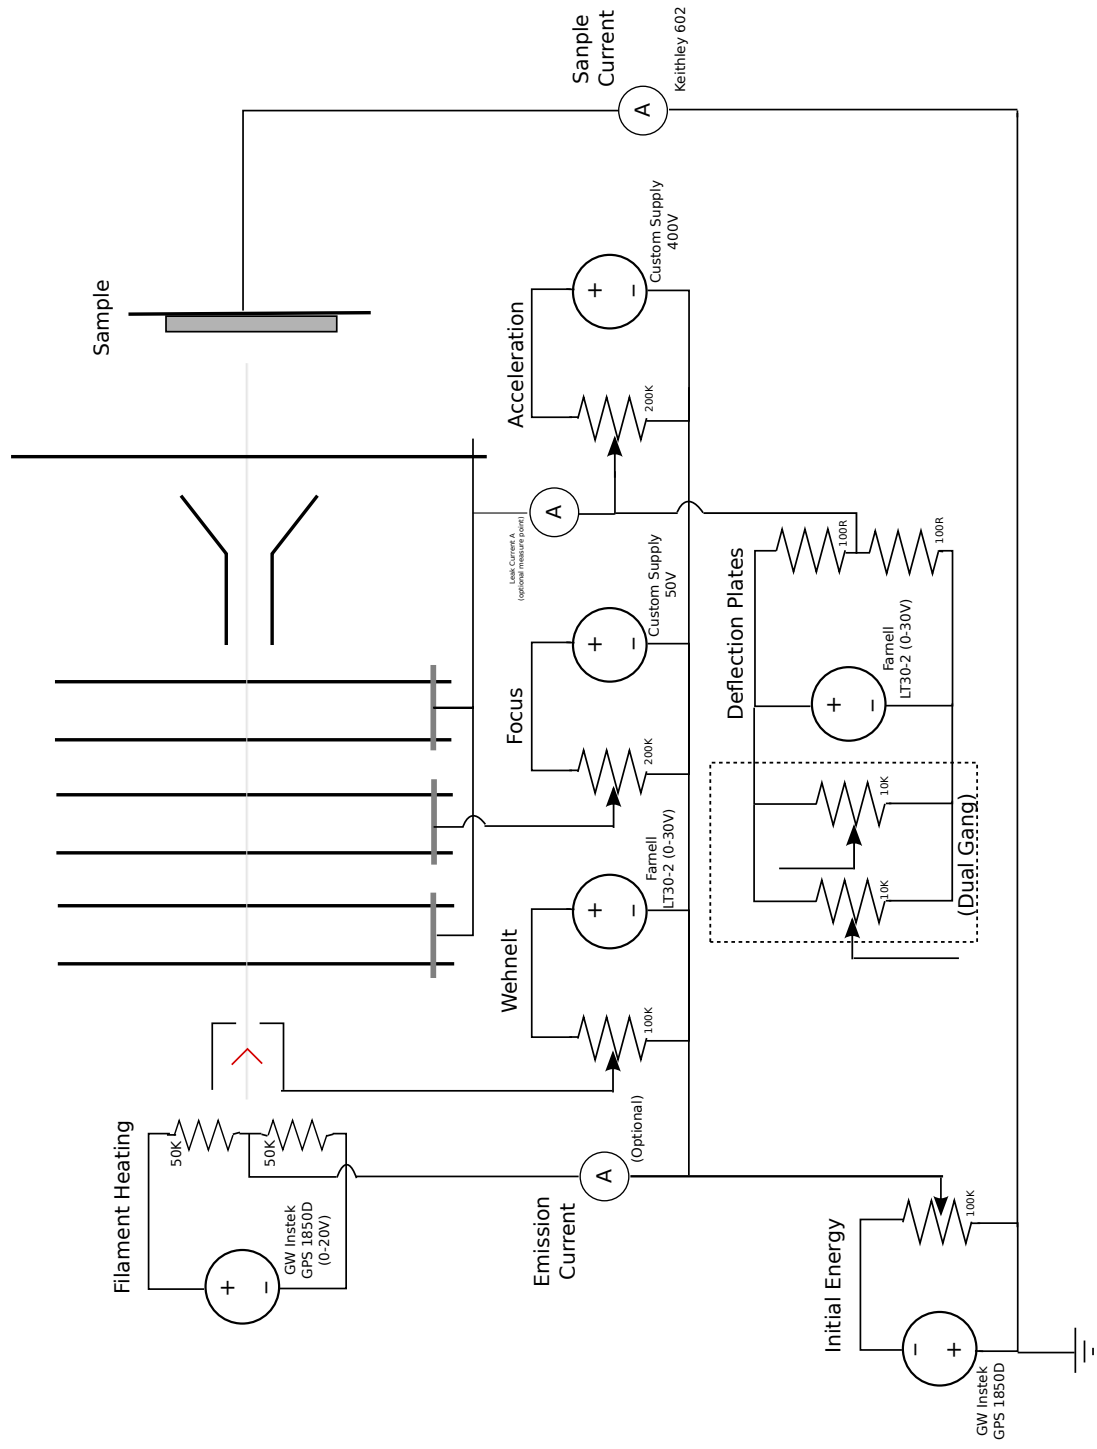 Sanple
Current
Keithley 602
A
Sample
Acceleration
+
−
Custom Supply
400V
200K
A
Leak Current A
(optional measure point)
Focus
+
−
Custom Supply
50V
200K
Deflection Plates
100R
100R
+
−
Farnell
LT30-2 (0-30V)
10K
10K
(Dual Gang)
Wehnelt
+
−
Farnell
LT30-2 (0-30V)
100K
Filament Heating
50K
50K
+
−
GW Instek
GPS 1850D
(0-20V)
Emission
Current
A
(Optional)
Initial Energy
100K
−
+
GW Instek
GPS 1850D